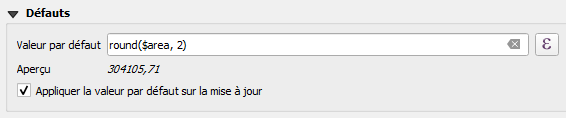 Défauts
Valeur par défaut round($area, 2) ε
Aperçu 304105,71
Appliquer la valeur par défaut sur la mise à jour